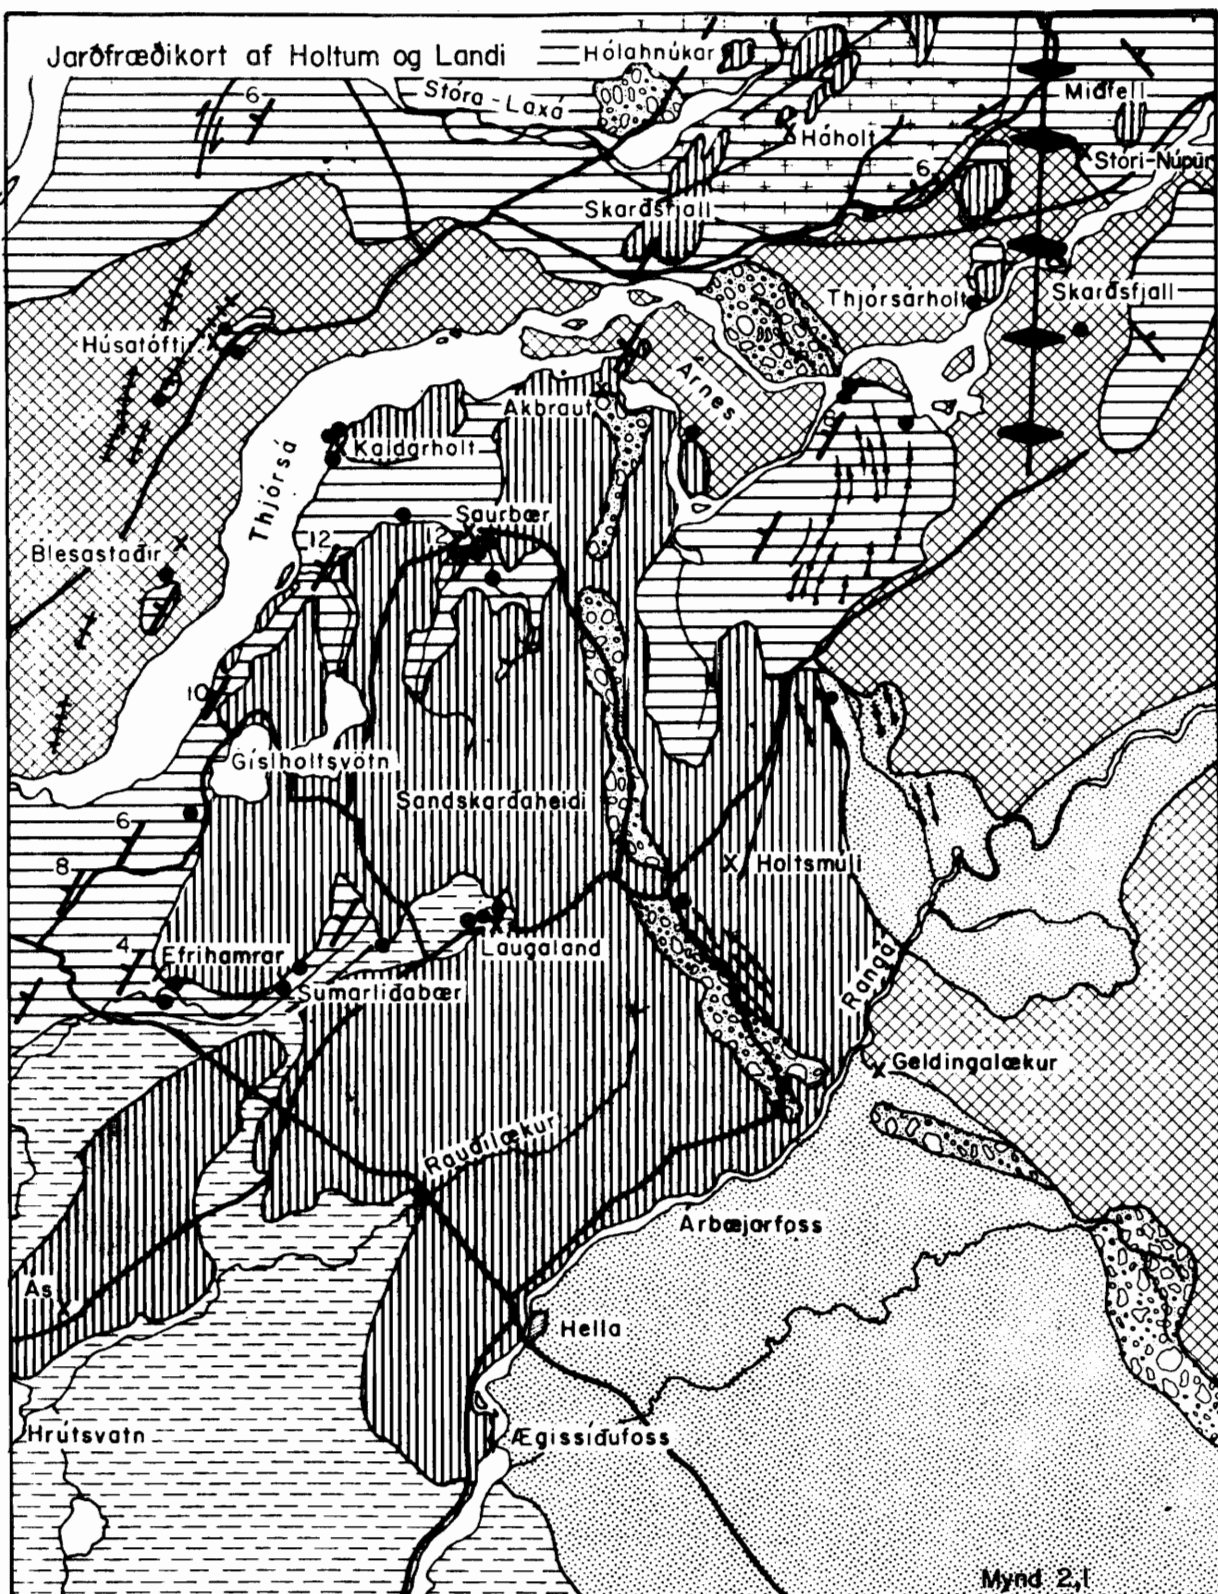 Jarðfræðikort af Holtum og Landi
Hólahnúkar
Stóra-Laxá
6
Miðfell
Háholt
Stóri-Núpur
6
Skarðsfjall
Thjórsárholt
Skarðsfjall
Húsatóftir
Árnes
Akbraut
8
Kaldarholt
Thjórsá
Saurbær
12
12
Blesastaðir
10
Gíslholtsvötn
Sandskarðaheidi
6
8
Holtsmúli
4
Efrihamrar
Laugaland
Sumarliðabær
Rangá
Geldingalækur
Rauðilækur
Árbæjarfoss
Ás
Hella
Hrútsvatn
Ægissíðufoss
Mynd 2,1